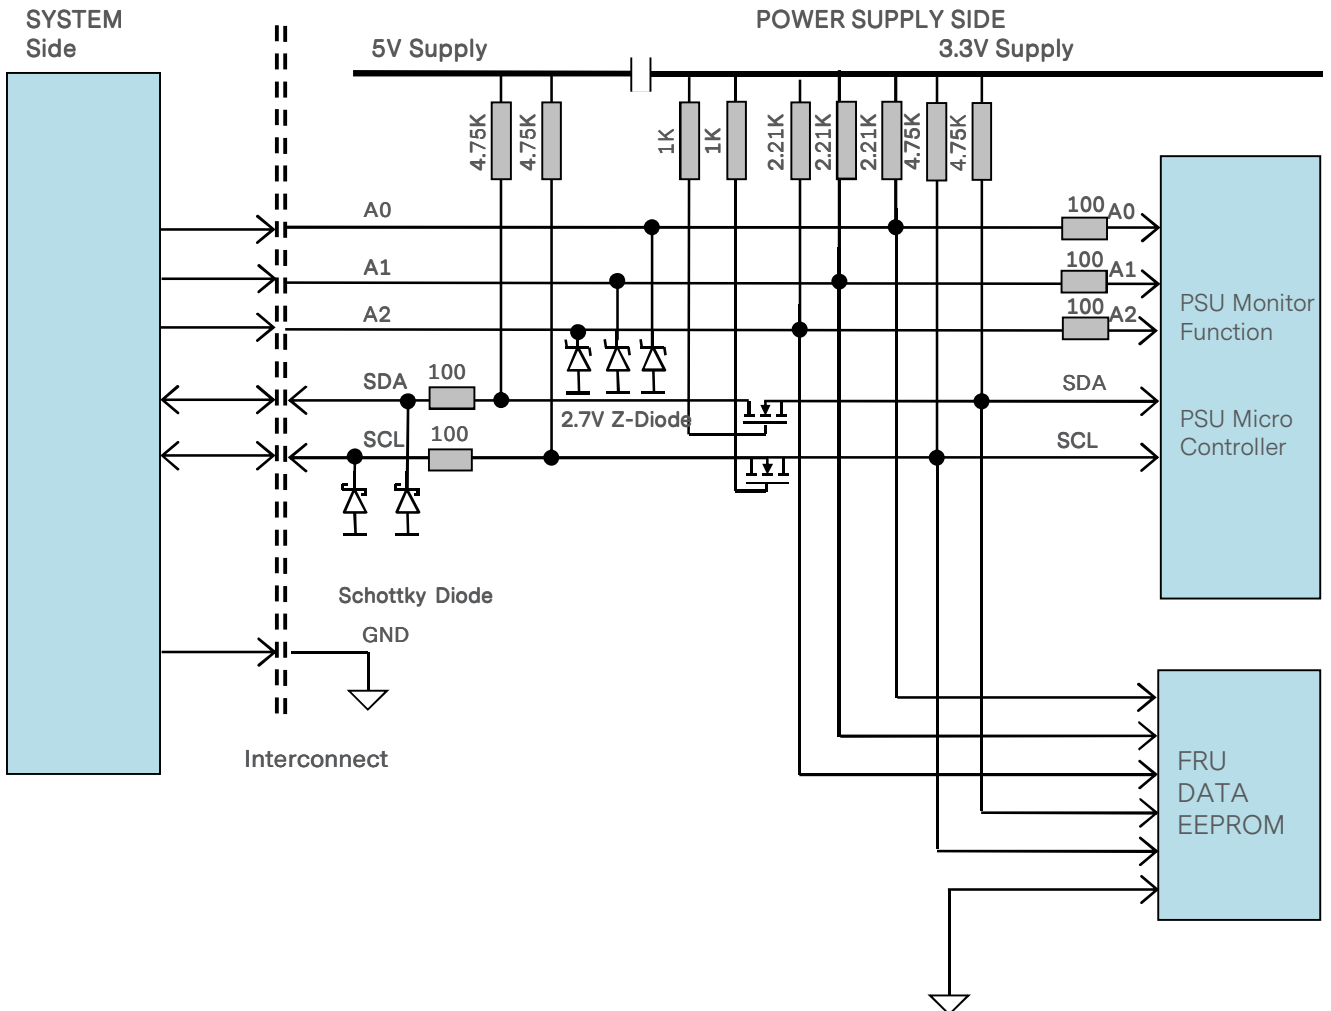 SYSTEM
Side
POWER SUPPLY SIDE
5V Supply
3.3V Supply
4.75K
4.75K
1K
1K
2.21K
2.21K
2.21K
4.75K
4.75K
A0
100
A0
A1
100
A1
A2
100
A2
PSU Monitor
Function
SDA
100
SDA
2.7V Z-Diode
PSU Micro
Controller
SCL
100
SCL
Schottky Diode
GND
Interconnect
FRU
DATA
EEPROM